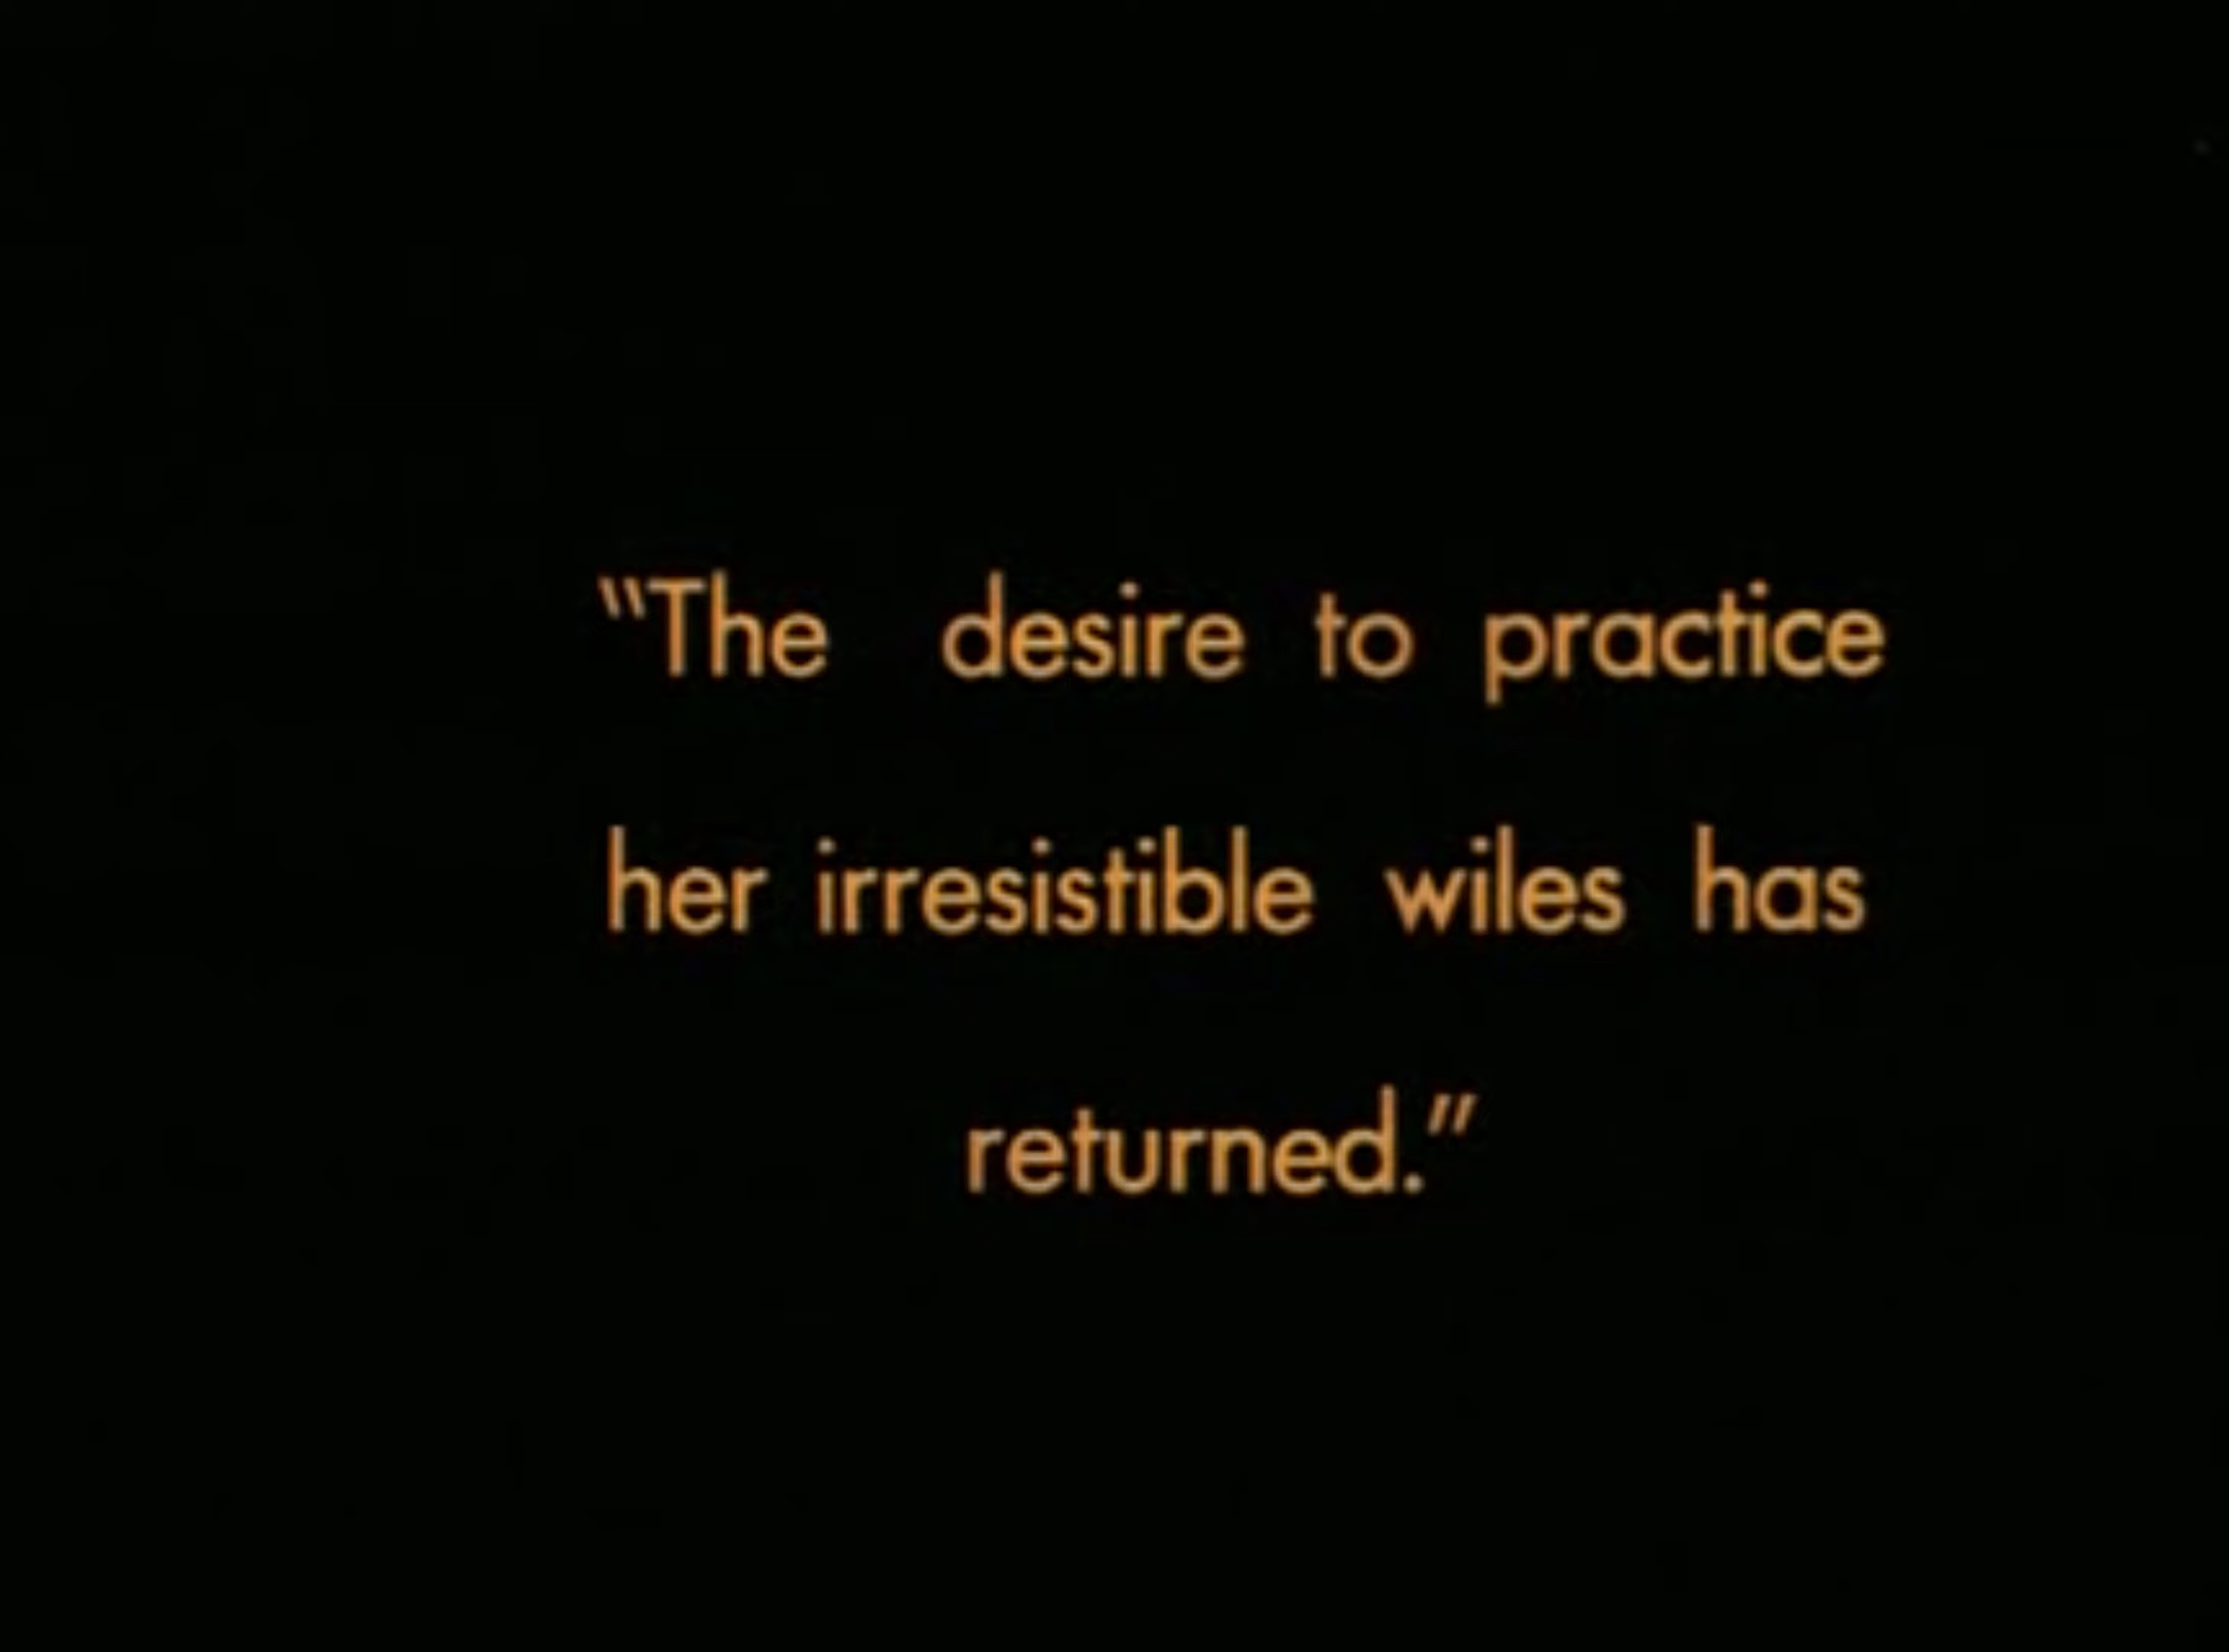 “The desire to practice
her irresistible wiles has
returned.”